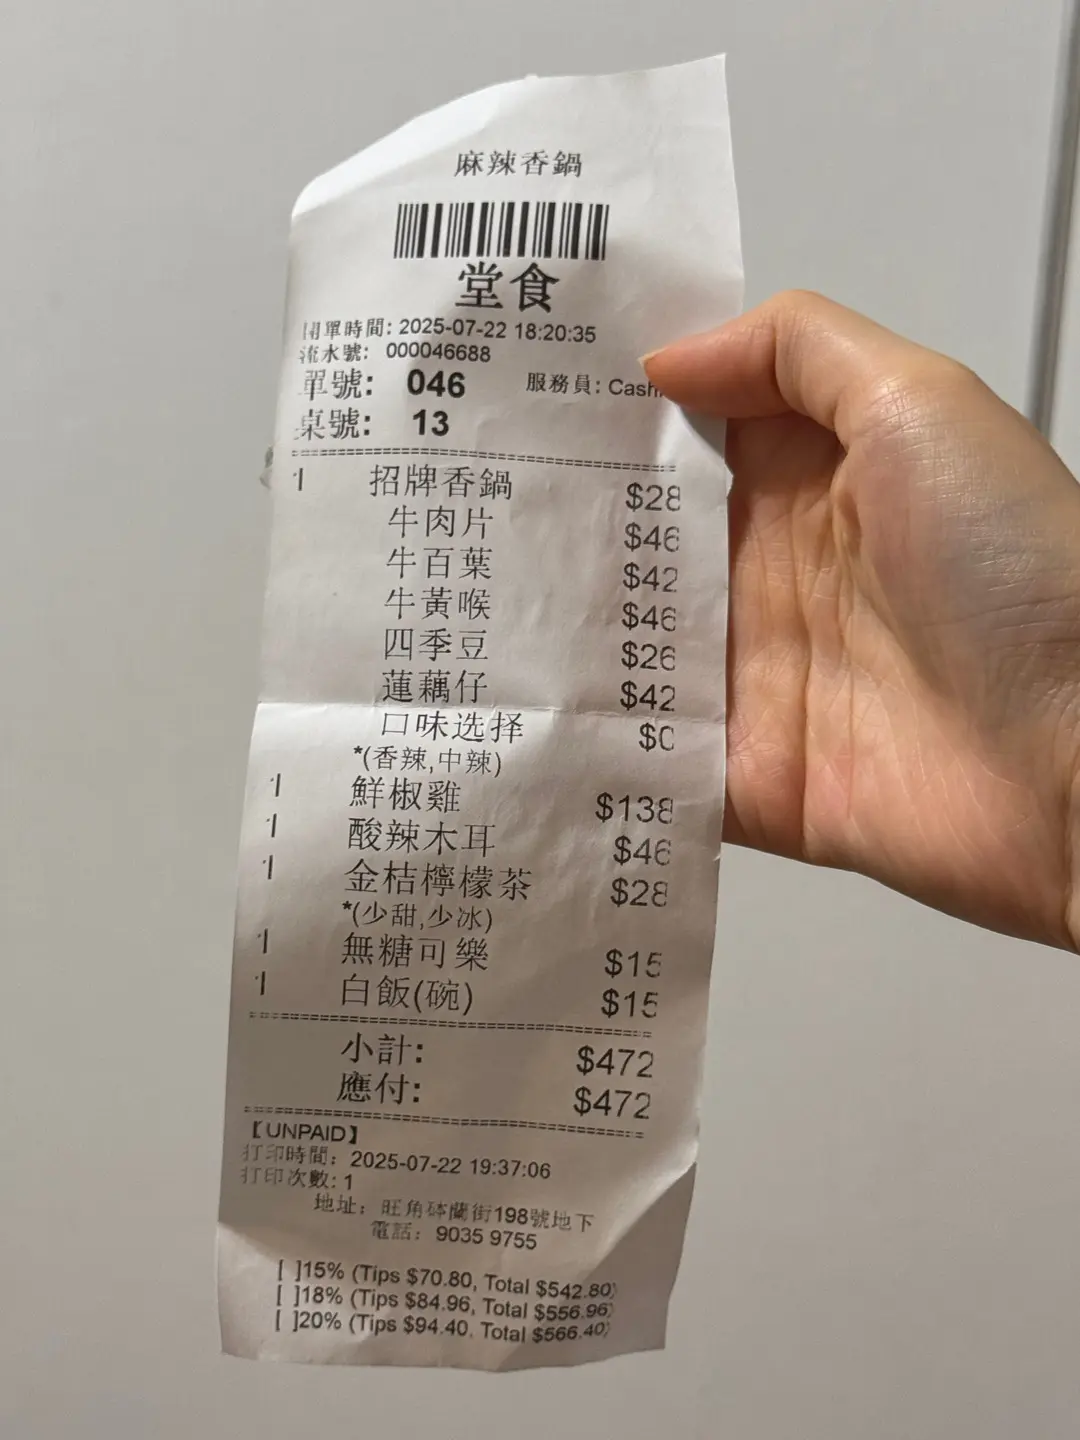 麻辣香鍋
堂食
開單時間: 2025-07-22 18:20:35
流水號: 000046688
單號: 046 服務員:
桌號: 13
1 招牌香鍋 $28
牛肉片 $46
牛百葉 $42
牛黃喉 $46
四季豆 $26
蓮藕仔 $42
口味选择 $0
*(香辣,中辣)
1 鮮椒雞 $138
1 酸辣木耳 $46
1 金桔檸檬茶 $28
*(少甜,少冰)
1 無糖可樂 $15
1 白飯(碗) $15
小計: $472
應付: $472
【UNPAID】
打印時間: 2025-07-22 19:37:06
打印次數: 1
地址: 旺角砵蘭街198號地下
電話: 9035 9755
[ ]15% (Tips $70.80, Total $542.80)
[ ]18% (Tips $84.96, Total $556.96)
[ ]20% (Tips $94.40, Total $566.40)